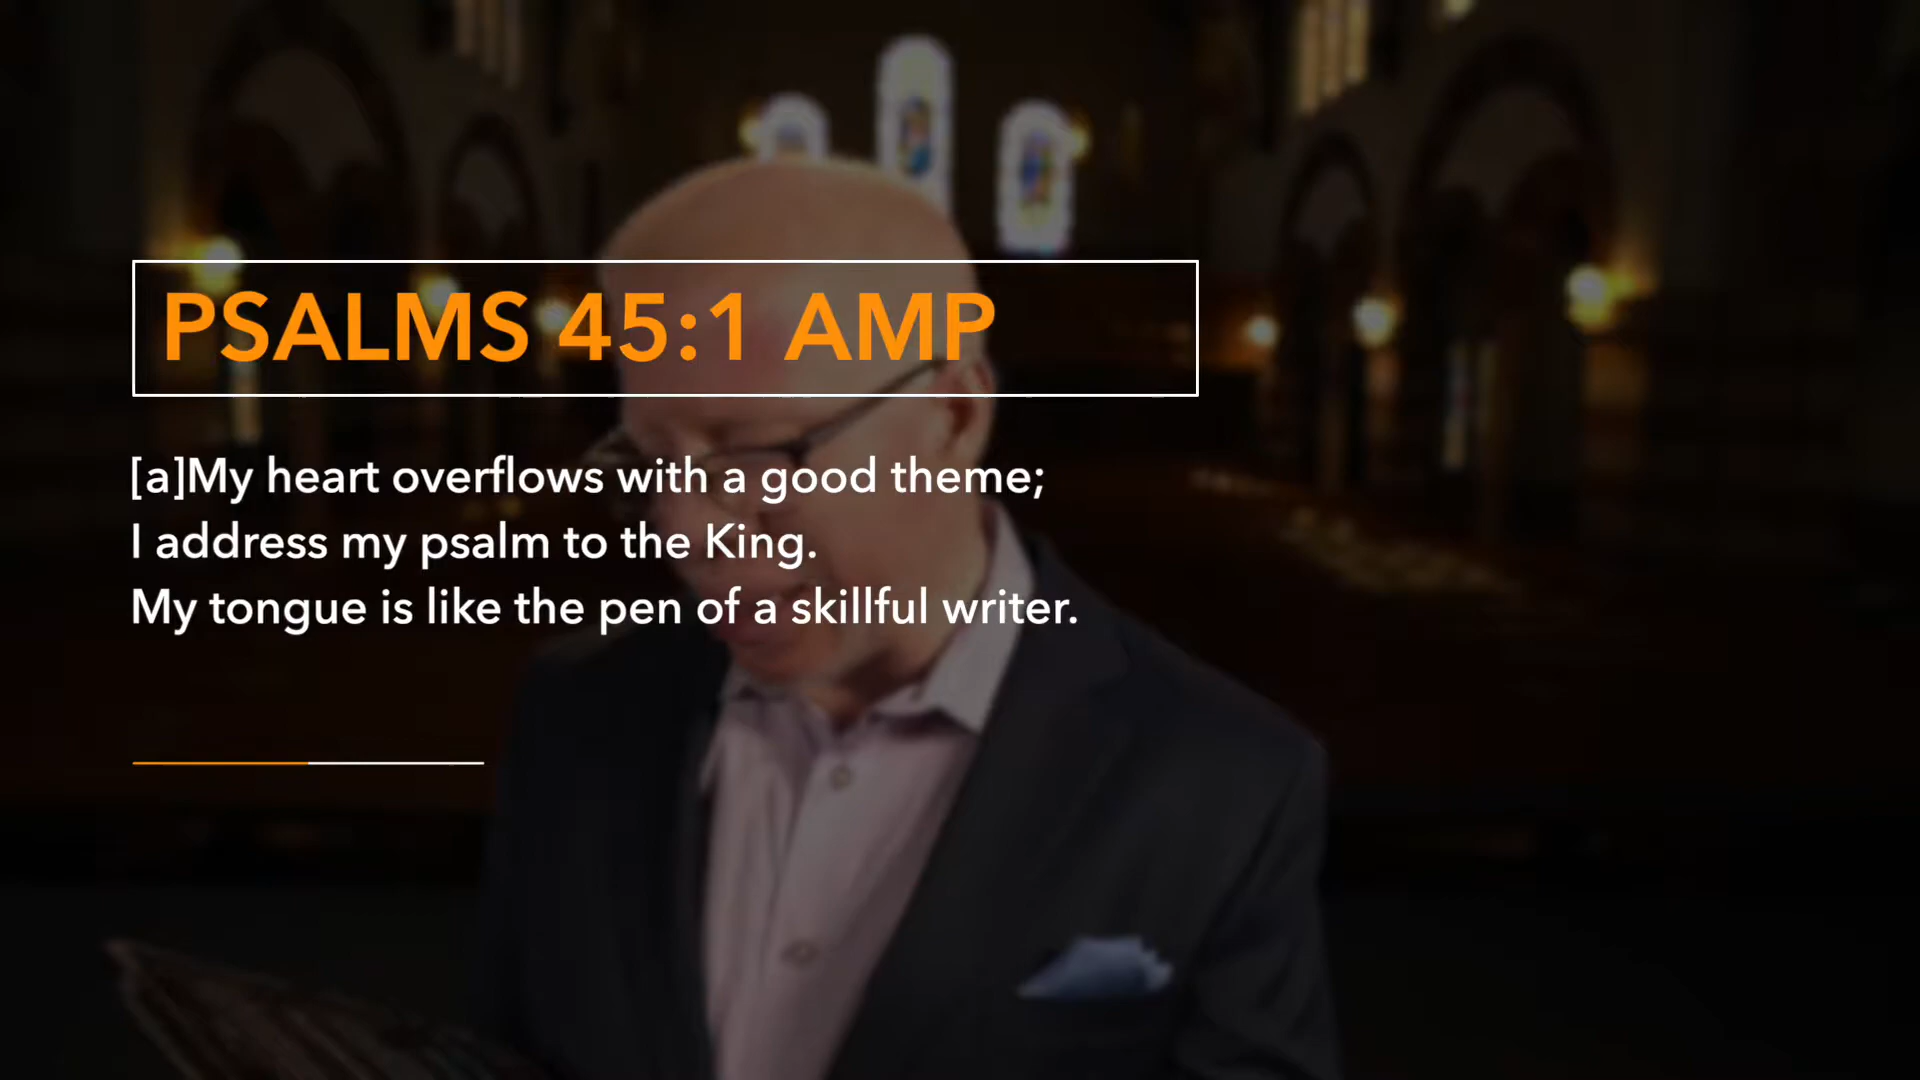 PSALMS 45:1 AMP
[a]My heart overflows with a good theme;
I address my psalm to the King.
My tongue is like the pen of a skillful writer.